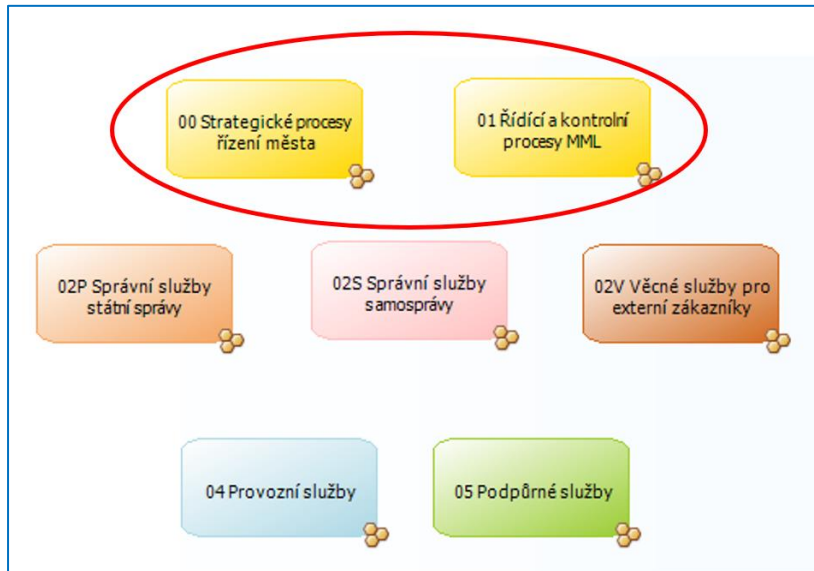 00 Strategické procesy
řízení města
01 Řídící a kontrolní
procesy MML
02P Správní služby
státní správy
02S Správní služby
samosprávy
02V Věcné služby pro
externí zákazníky
04 Provozní služby
05 Podpůrné služby